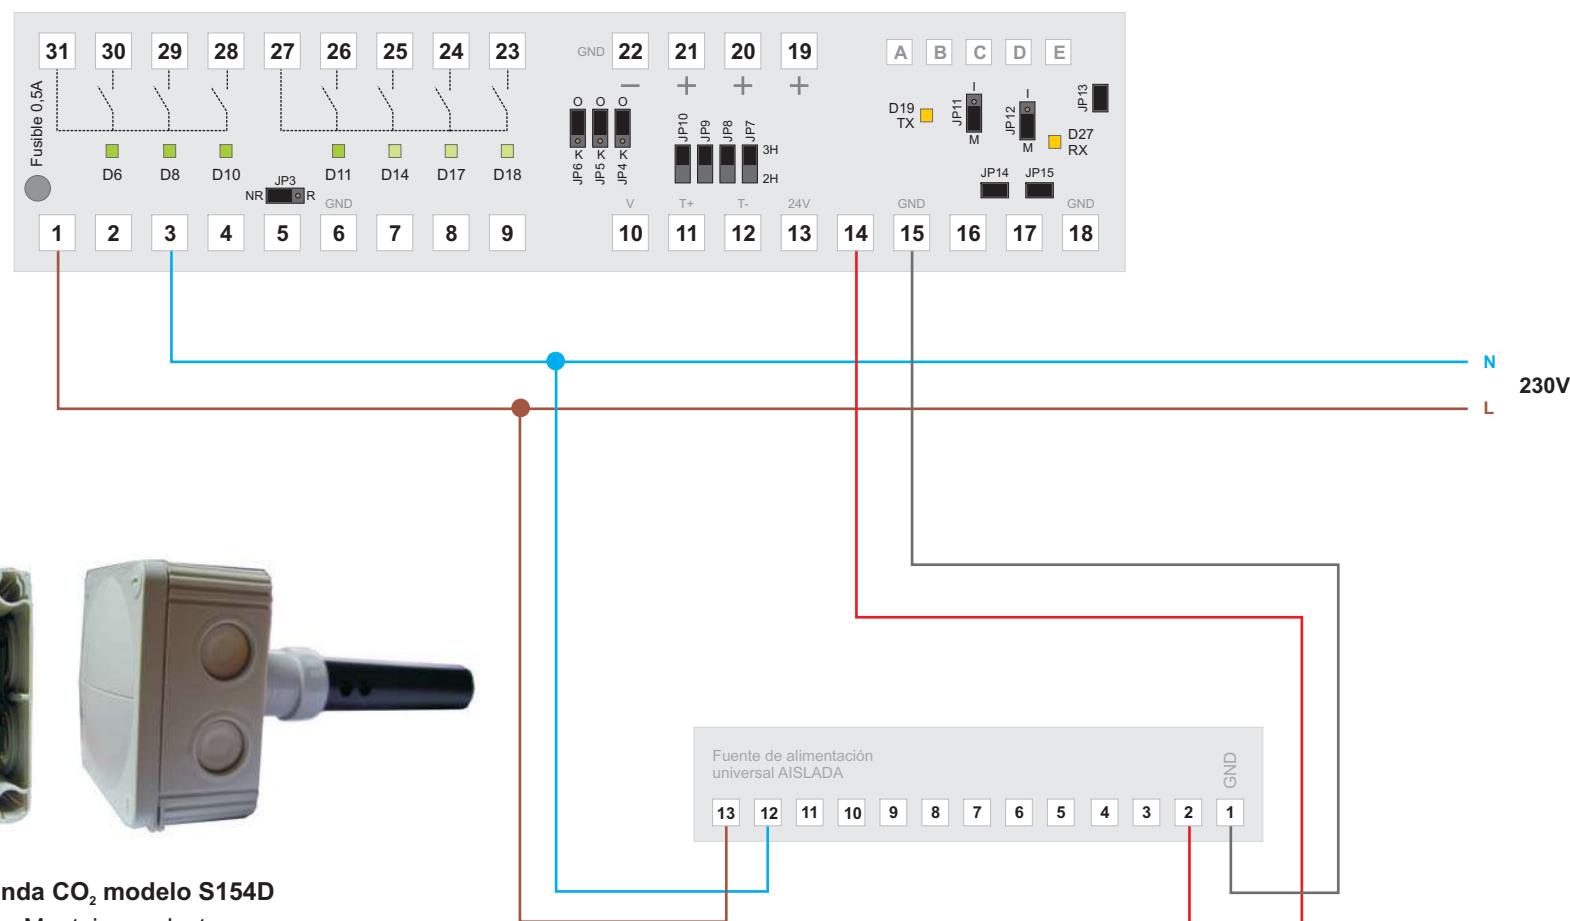 31 30 29 28 27 26 25 24 23 GND 22 21 20 19 A B C D E
Fusible 0,5A
D6 D8 D10 D11 D14 D17 D18
JP3
NR R
O O O
K K K
JP6 JP5 JP4
JP10 JP9 JP8 JP7
3H
2H
D19
TX
JP11
I
M
JP12
I
M
D27
RX
JP13
JP14 JP15
GND V T+ T- 24V GND GND
1 2 3 4 5 6 7 8 9 10 11 12 13 14 15 16 17 18
N
230V
L
Fuente de alimentación
universal AISLADA
GND
13 12 11 10 9 8 7 6 5 4 3 2 1
nda CO₂ modelo S154D